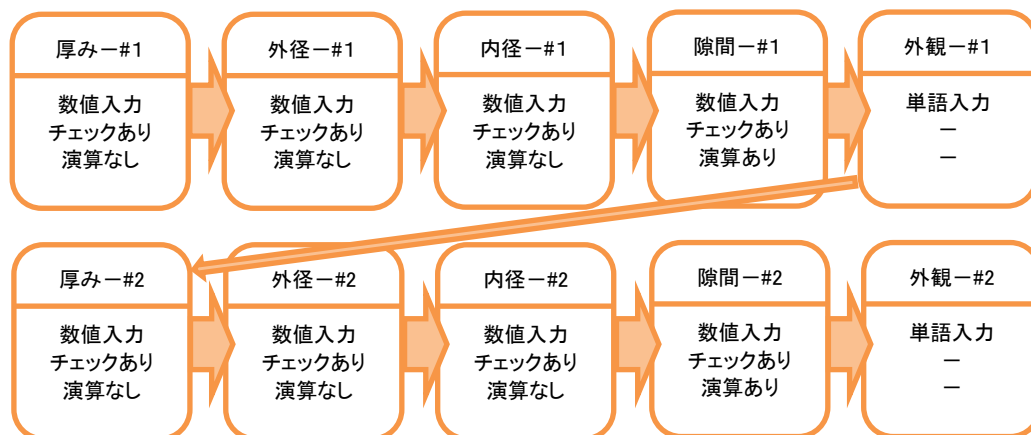 厚み－#1
数値入力
チェックあり
演算なし
外径－#1
数値入力
チェックあり
演算なし
内径－#1
数値入力
チェックあり
演算なし
隙間－#1
数値入力
チェックあり
演算あり
外観－#1
単語入力
－
－
厚み－#2
数値入力
チェックあり
演算なし
外径－#2
数値入力
チェックあり
演算なし
内径－#2
数値入力
チェックあり
演算なし
隙間－#2
数値入力
チェックあり
演算あり
外観－#2
単語入力
－
－